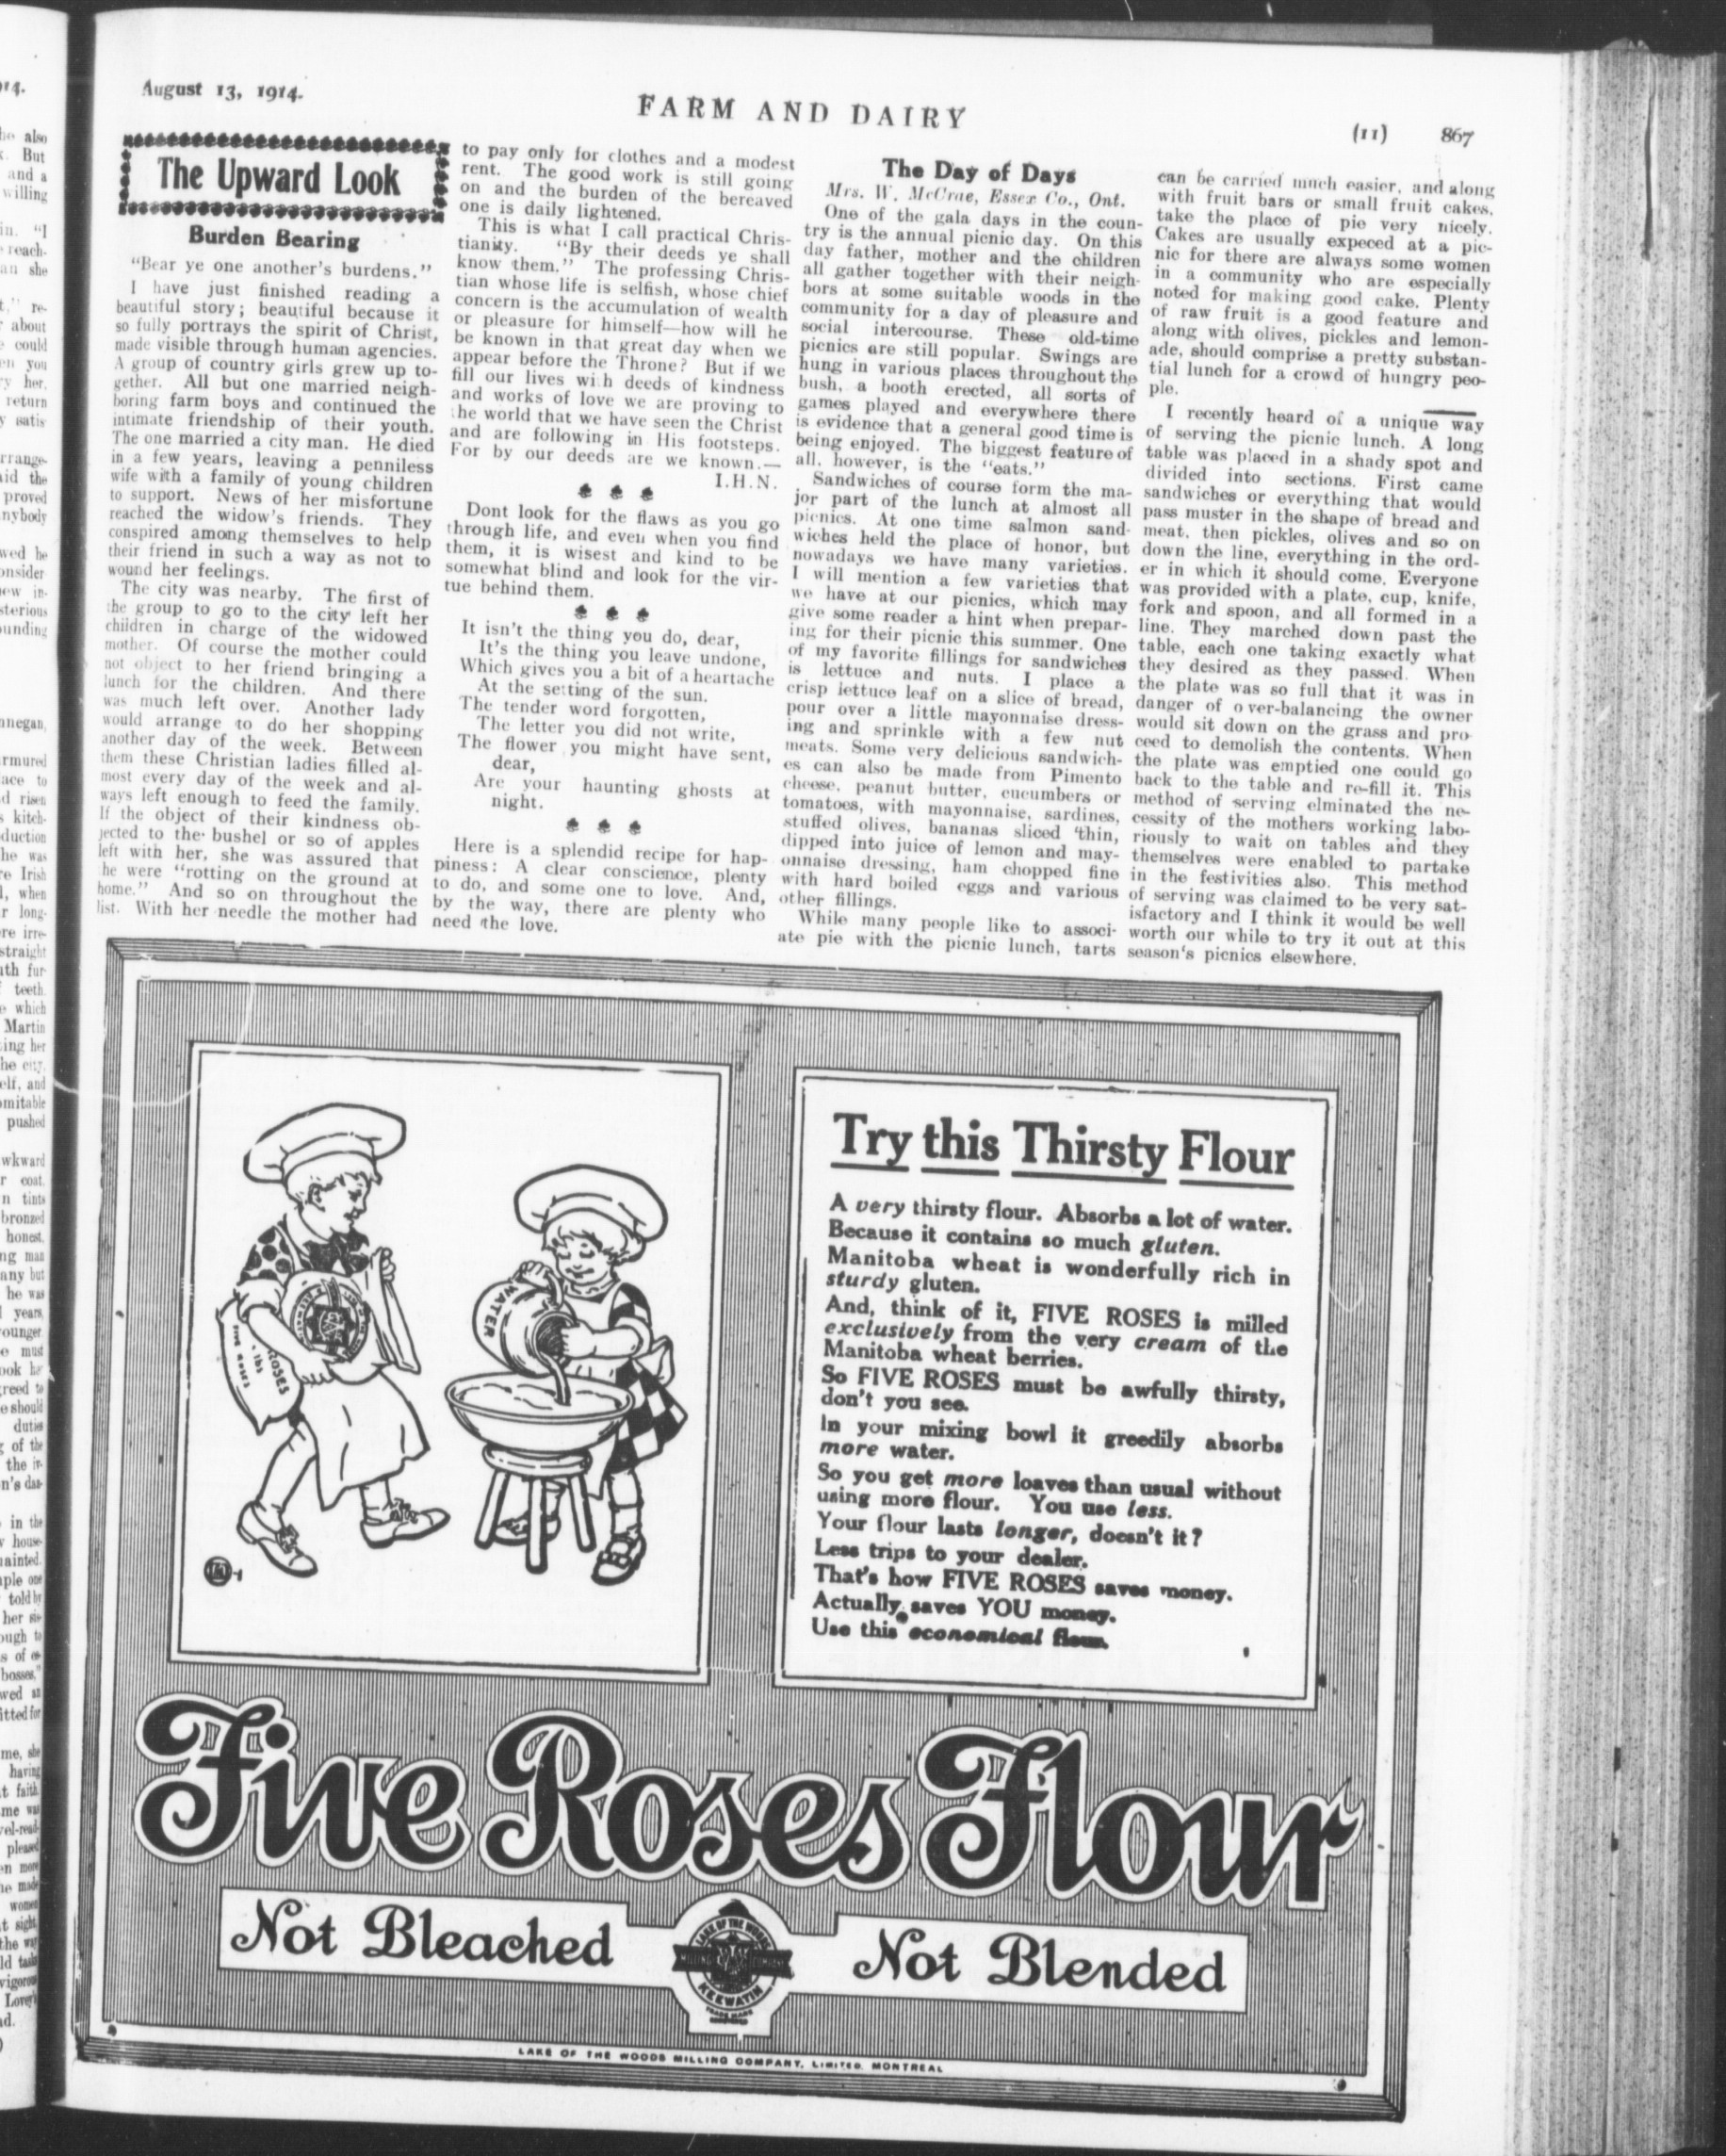 August 13, 1914.
FARM AND DAIRY
(11) 867
The Upward Look
Burden Bearing
"Bear ye one another's burdens."
I have just finished reading a
beautiful story; beautiful because it
so fully portrays the spirit of Christ,
made visible through human agencies.
A group of country girls grew up to-
gether. All but one married neigh-
boring farm boys and continued the
intimate friendship of their youth.
The one married a city man. He died
in a few years, leaving a penniless
wife with a family of young children
to support. News of her misfortune
reached the widow's friends. They
conspired among themselves to help
their friend in such a way as not to
wound her feelings.
The city was nearby. The first of
the group to go to the city left her
children in charge of the widowed
mother. Of course the mother could
not object to her friend bringing a
lunch for the children. And there
was much left over. Another lady
would arrange to do her shopping
another day of the week. Between
them these Christian ladies filled al-
most every day of the week and al-
ways left enough to feed the family.
If the object of their kindness ob-
jected to the bushel or so of apples
left with her, she was assured that
he were "rotting on the ground at
home." And so on throughout the
list. With her needle the mother had
to pay only for clothes and a modest
rent. The good work is still going
on and the burden of the bereaved
one is daily lightened.
This is what I call practical Chris-
tianity. "By their deeds ye shall
know them." The professing Chris-
tian whose life is selfish, whose chief
concern is the accumulation of wealth
or pleasure for himself—how will he
be known in that great day when we
appear before the Throne? But if we
fill our lives wi h deeds of kindness
and works of love we are proving to
he world that we have seen the Christ
and are following in His footsteps.
For by our deeds are we known.—
I.H.N.
Dont look for the flaws as you go
through life, and even when you find
them, it is wisest and kind to be
somewhat blind and look for the vir-
tue behind them.
It isn't the thing you do, dear,
It's the thing you leave undone,
Which gives you a bit of a heartache
At the setting of the sun.
The tender word forgotten,
The letter you did not write,
The flower you might have sent,
dear,
Are your haunting ghosts at
night.
Here is a splendid recipe for hap-
piness: A clear conscience, plenty
to do, and some one to love. And,
by the way, there are plenty who
need the love.
The Day of Days
Mrs. W. McCrae, Essex Co., Ont.
One of the gala days in the coun-
try is the annual picnic day. On this
day father, mother and the children
all gather together with their neigh-
bors at some suitable woods in the
community for a day of pleasure and
social intercourse. These old-time
picnics are still popular. Swings are
hung in various places throughout the
bush, a booth erected, all sorts of
games played and everywhere there
is evidence that a general good time is
being enjoyed. The biggest feature of
all, however, is the "eats."
Sandwiches of course form the ma-
jor part of the lunch at almost all
picnics. At one time salmon sand-
wiches held the place of honor, but
nowadays we have many varieties.
I will mention a few varieties that
we have at our picnics, which may
give some reader a hint when prepar-
ing for their picnic this summer. One
of my favorite fillings for sandwiches
is lettuce and nuts. I place a
crisp lettuce leaf on a slice of bread,
pour over a little mayonnaise dress-
ing and sprinkle with a few nut
meats. Some very delicious sandwich-
es can also be made from Pimento
cheese, peanut butter, cucumbers or
tomatoes, with mayonnaise, sardines,
stuffed olives, bananas sliced thin,
dipped into juice of lemon and may-
onnaise dressing, ham chopped fine
with hard boiled eggs and various
other fillings.
While many people like to associ-
ate pie with the picnic lunch, tarts
can be carried much easier, and along
with fruit bars or small fruit cakes,
take the place of pie very nicely.
Cakes are usually expeced at a pic-
nic for there are always some women
in a community who are especially
noted for making good cake. Plenty
of raw fruit is a good feature and
along with olives, pickles and lemon-
ade, should comprise a pretty substan-
tial lunch for a crowd of hungry peo-
ple.
I recently heard of a unique way
of serving the picnic lunch. A long
table was placed in a shady spot and
divided into sections. First came
sandwiches or everything that would
pass muster in the shape of bread and
meat, then pickles, olives and so on
down the line, everything in the ord-
er in which it should come. Everyone
was provided with a plate, cup, knife,
fork and spoon, and all formed in a
line. They marched down past the
table, each one taking exactly what
they desired as they passed. When
the plate was so full that it was in
danger of over-balancing the owner
would sit down on the grass and pro
ceed to demolish the contents. When
the plate was emptied one could go
back to the table and re-fill it. This
method of serving elminated the ne-
cessity of the mothers working labo-
riously to wait on tables and they
themselves were enabled to partake
in the festivities also. This method
of serving was claimed to be very sat-
isfactory and I think it would be well
worth our while to try it out at this
season's picnics elsewhere.
WATER
FIVE ROSES
ROSES
lbs
Try this Thirsty Flour
A very thirsty flour. Absorbs a lot of water.
Because it contains so much gluten.
Manitoba wheat is wonderfully rich in
sturdy gluten.
And, think of it, FIVE ROSES is milled
exclusively from the very cream of the
Manitoba wheat berries.
So FIVE ROSES must be awfully thirsty,
don't you see.
In your mixing bowl it greedily absorbs
more water.
So you get more loaves than usual without
using more flour. You use less.
Your flour lasts longer, doesn't it?
Less trips to your dealer.
That's how FIVE ROSES saves money.
Actually saves YOU money.
Use this economical flour.
Five Roses Flour
Not Bleached
LAKE OF THE WOODS
KEEWATIN
TRADE MARK
Not Blended
LAKE OF THE WOODS MILLING COMPANY, LIMITED. MONTREAL